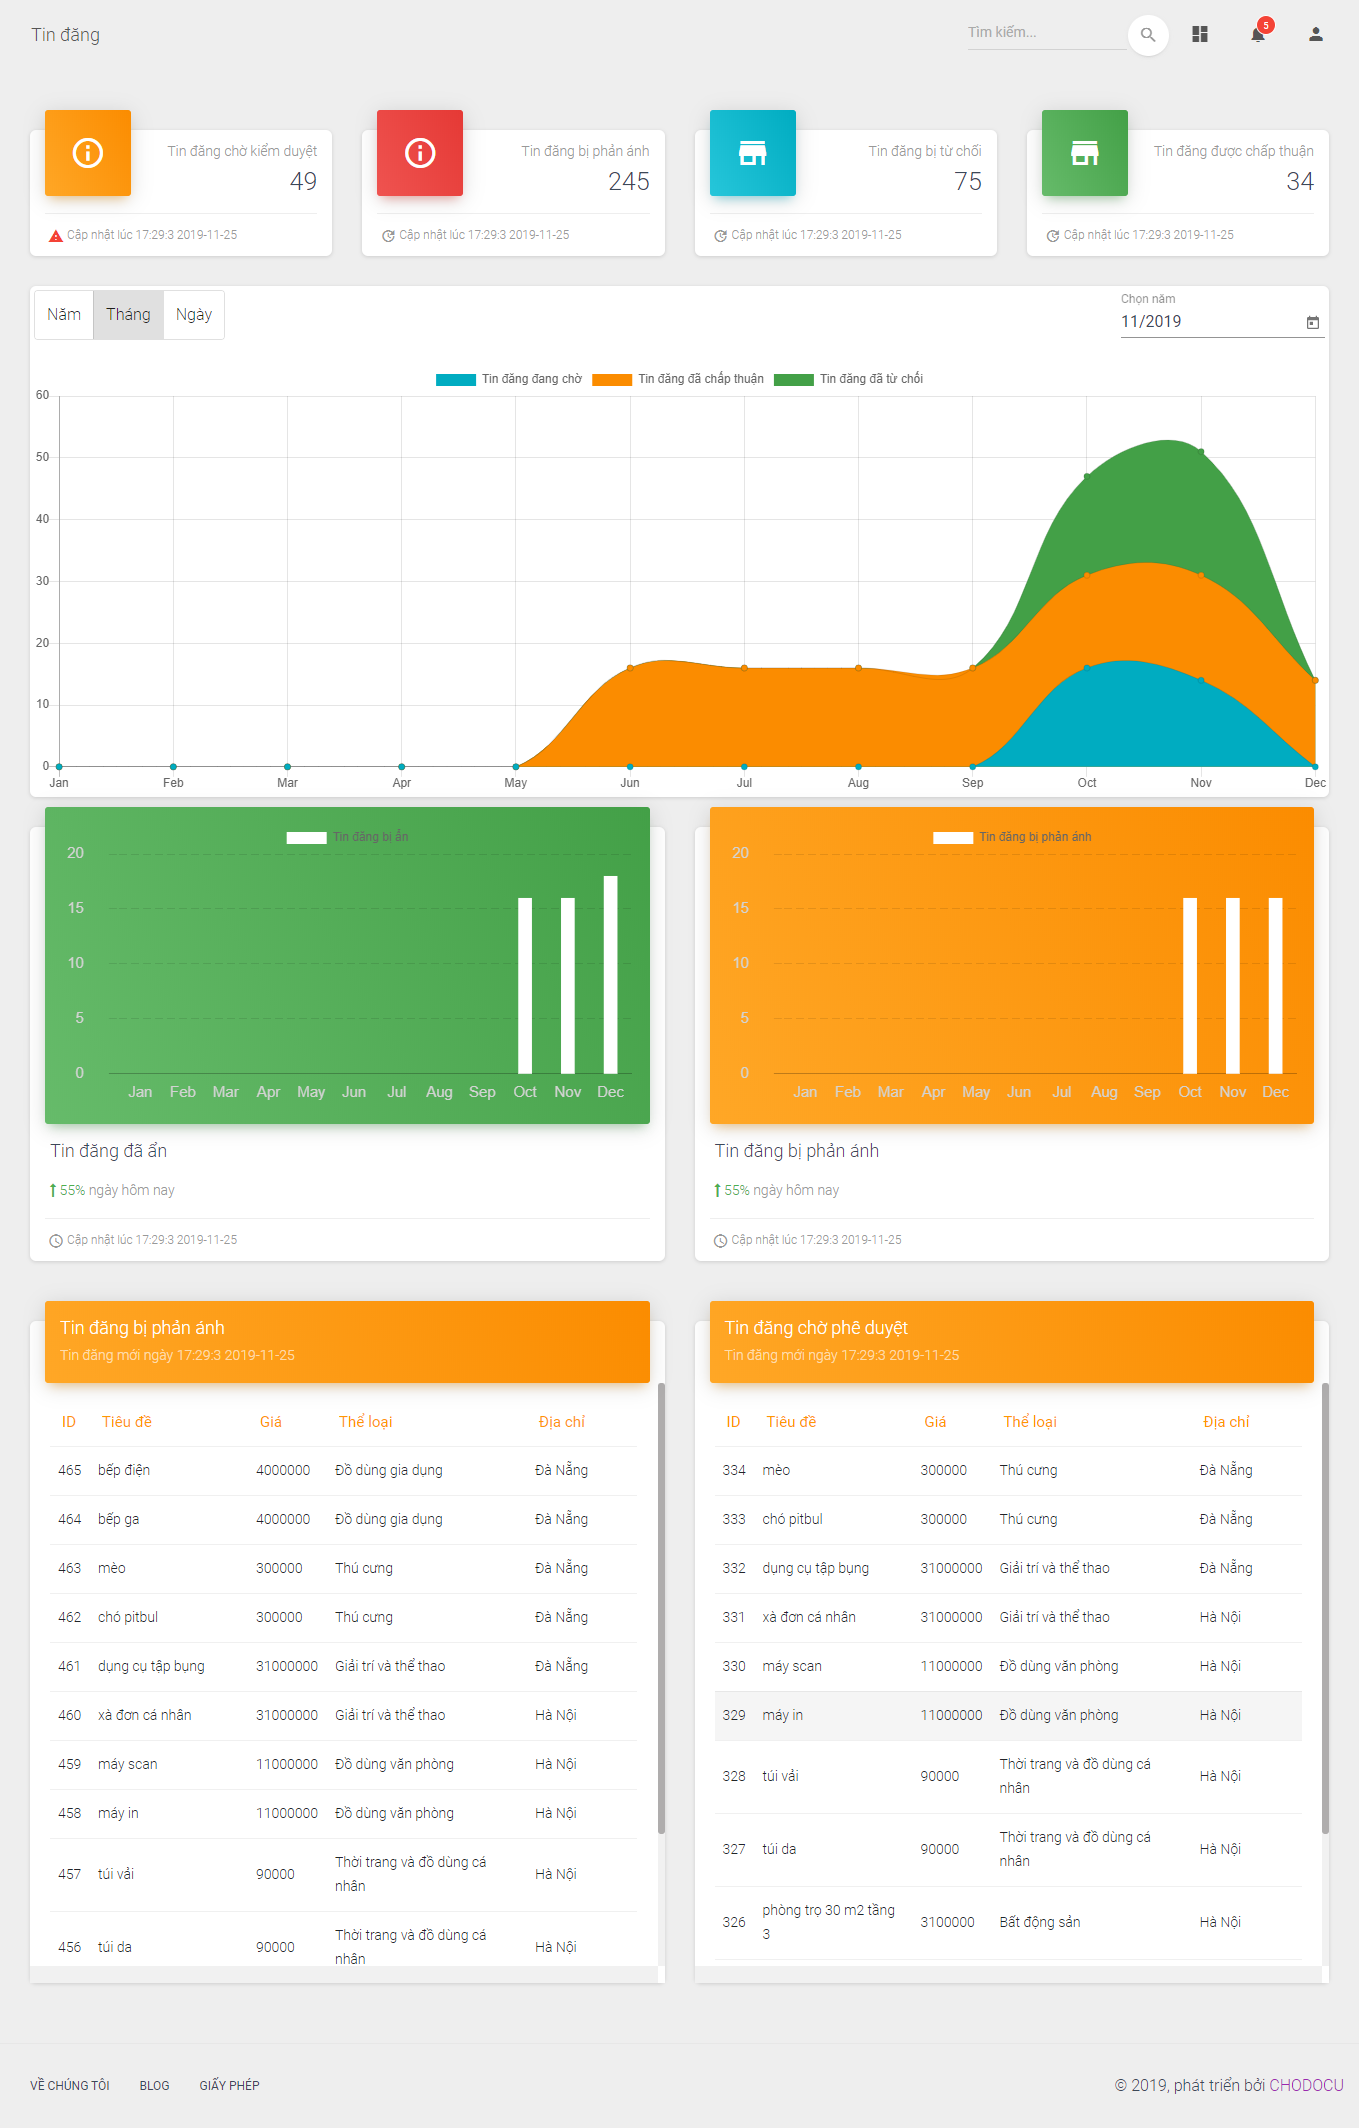 Tin đăng
Tìm kiếm...
5
Tin đăng chờ kiểm duyệt
49
Cập nhật lúc 17:29:3 2019-11-25
Tin đăng bị phản ánh
245
Cập nhật lúc 17:29:3 2019-11-25
Tin đăng bị từ chối
75
Cập nhật lúc 17:29:3 2019-11-25
Tin đăng được chấp thuận
34
Cập nhật lúc 17:29:3 2019-11-25
Năm Tháng Ngày
Chọn năm
11/2019
Tin đăng đang chờ Tin đăng đã chấp thuận Tin đăng đã từ chối
60
50
40
30
20
10
0
Jan Feb Mar Apr May Jun Jul Aug Sep Oct Nov Dec
Tin đăng bị ẩn
20
15
10
5
0
Jan Feb Mar Apr May Jun Jul Aug Sep Oct Nov Dec
Tin đăng đã ẩn
55% ngày hôm nay
Cập nhật lúc 17:29:3 2019-11-25
Tin đăng bị phản ánh
20
15
10
5
0
Jan Feb Mar Apr May Jun Jul Aug Sep Oct Nov Dec
Tin đăng bị phản ánh
55% ngày hôm nay
Cập nhật lúc 17:29:3 2019-11-25
Tin đăng bị phản ánh
Tin đăng mới ngày 17:29:3 2019-11-25
ID Tiêu đề Giá Thể loại Địa chỉ
465 bếp điện 4000000 Đồ dùng gia dụng Đà Nẵng
464 bếp ga 4000000 Đồ dùng gia dụng Đà Nẵng
463 mèo 300000 Thú cưng Đà Nẵng
462 chó pitbul 300000 Thú cưng Đà Nẵng
461 dụng cụ tập bụng 31000000 Giải trí và thể thao Đà Nẵng
460 xà đơn cá nhân 31000000 Giải trí và thể thao Hà Nội
459 máy scan 11000000 Đồ dùng văn phòng Hà Nội
458 máy in 11000000 Đồ dùng văn phòng Hà Nội
457 túi vải 90000 Thời trang và đồ dùng cá
nhân Hà Nội
456 túi da 90000 Thời trang và đồ dùng cá
nhân Hà Nội
Tin đăng chờ phê duyệt
Tin đăng mới ngày 17:29:3 2019-11-25
ID Tiêu đề Giá Thể loại Địa chỉ
334 mèo 300000 Thú cưng Đà Nẵng
333 chó pitbul 300000 Thú cưng Đà Nẵng
332 dụng cụ tập bụng 31000000 Giải trí và thể thao Đà Nẵng
331 xà đơn cá nhân 31000000 Giải trí và thể thao Hà Nội
330 máy scan 11000000 Đồ dùng văn phòng Hà Nội
329 máy in 11000000 Đồ dùng văn phòng Hà Nội
328 túi vải 90000 Thời trang và đồ dùng cá
nhân Hà Nội
327 túi da 90000 Thời trang và đồ dùng cá
nhân Hà Nội
326 phòng trọ 30 m2 tầng
3 3100000 Bất động sản Hà Nội
VỀ CHÚNG TÔI BLOG GIẤY PHÉP
© 2019, phát triển bởi CHODOCU